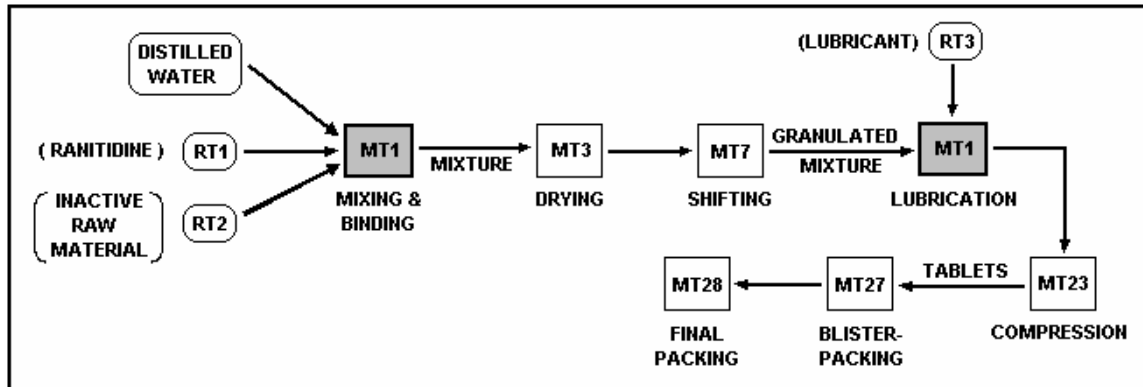 DISTILLED
WATER
( RANITIDINE )
RT1
INACTIVE
RAW
MATERIAL
RT2
MT1
MIXING &
BINDING
MIXTURE
MT3
DRYING
MT7
SHIFTING
GRANULATED
MIXTURE
(LUBRICANT)
RT3
MT1
LUBRICATION
MT23
COMPRESSION
TABLETS
MT27
BLISTER-
PACKING
MT28
FINAL
PACKING